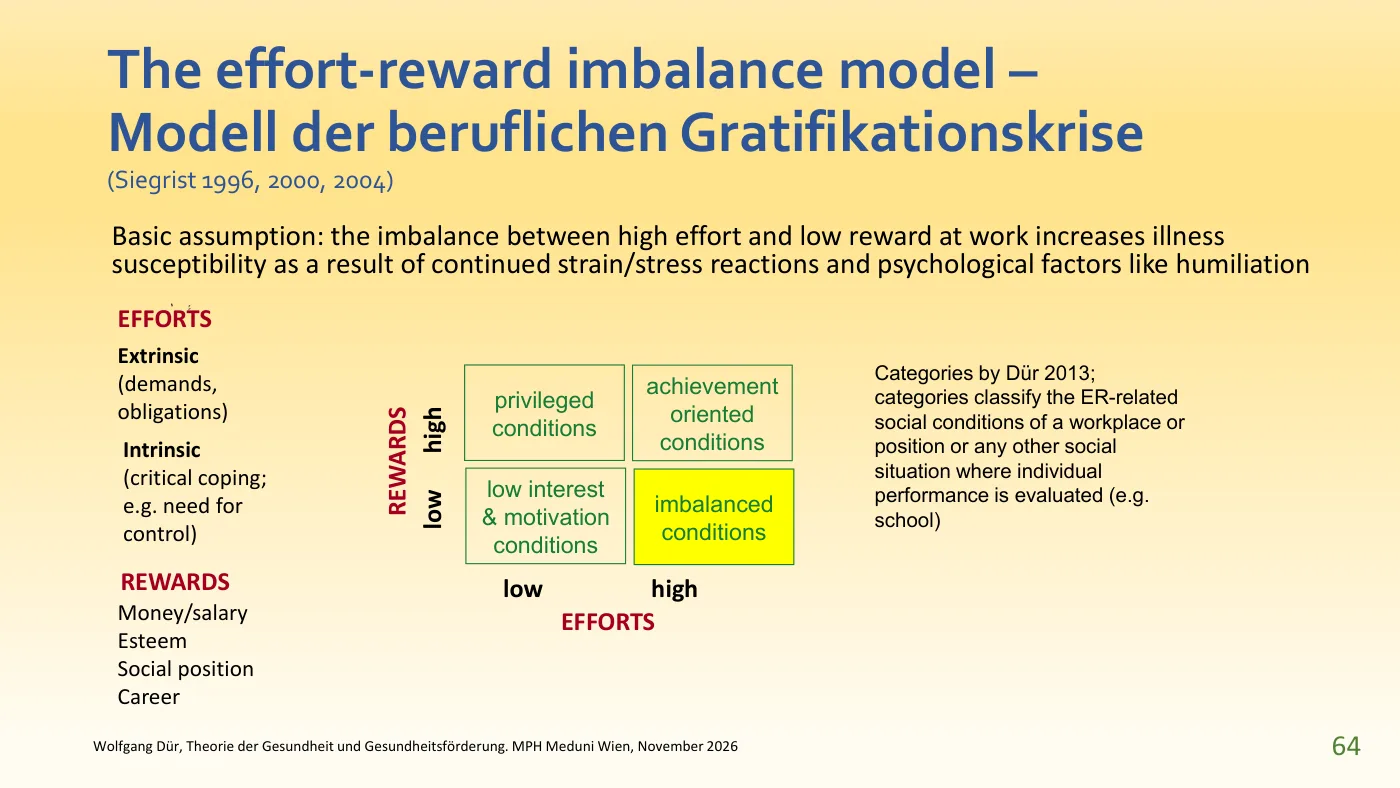 The effort-reward imbalance model –
Modell der beruflichen Gratifikationskrise
(Siegrist 1996, 2000, 2004)
Basic assumption: the imbalance between high effort and low reward at work increases illness
susceptibility as a result of continued strain/stress reactions and psychological factors like humiliation
EFFORTS
Extrinsic
(demands,
obligations)
Intrinsic
(critical coping;
e.g. need for
control)
REWARDS
Money/salary
Esteem
Social position
Career
REWARDS
high
low
privileged
conditions
achievement
oriented
conditions
low interest
& motivation
conditions
imbalanced
conditions
low
high
EFFORTS
Categories by Dür 2013;
categories classify the ER-related
social conditions of a workplace or
position or any other social
situation where individual
performance is evaluated (e.g.
school)
Wolfgang Dür, Theorie der Gesundheit und Gesundheitsförderung. MPH Meduni Wien, November 2026
64